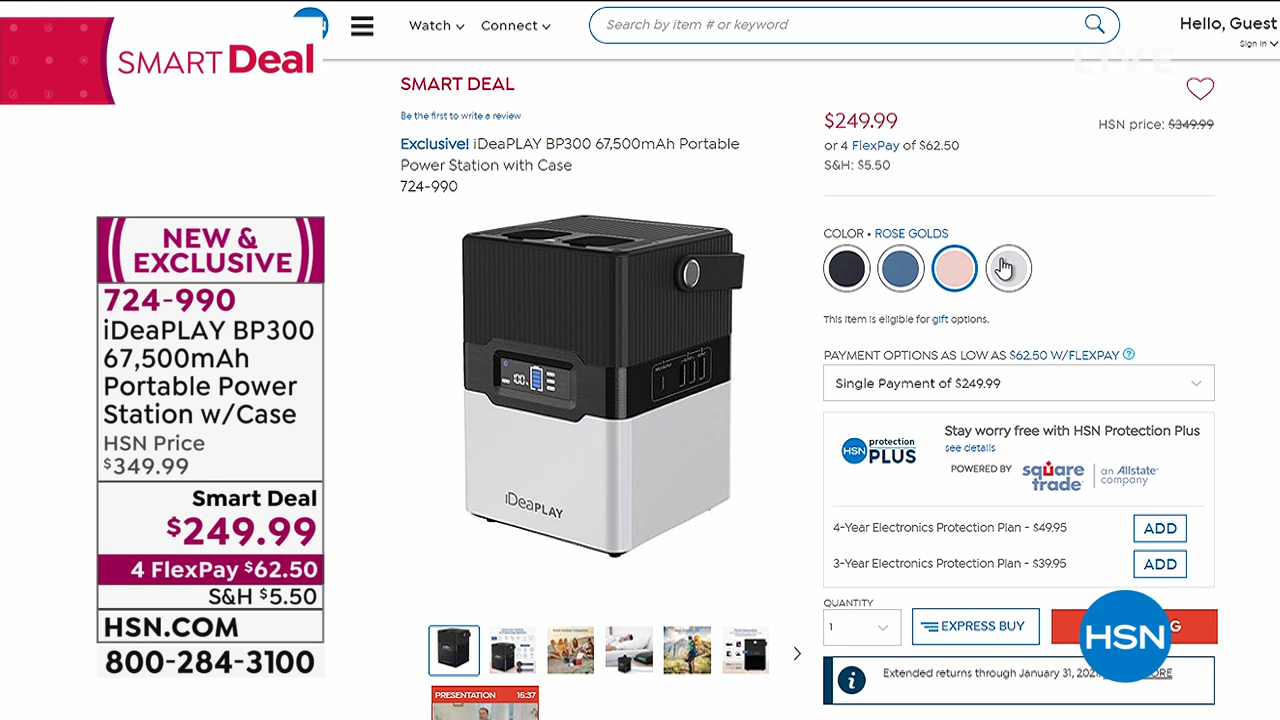 SMART Deal
Watch
Connect
Search by item # or keyword
Hello, Guest
Sign In
LIVE
SMART DEAL
Be the first to write a review
Exclusive! iDeaPLAY BP300 67,500mAh Portable
Power Station with Case
724-990
$249.99
HSN price: $349.99
or 4 FlexPay of $62.50
S&H: $5.50
COLOR • ROSE GOLDS
This item is eligible for gift options.
PAYMENT OPTIONS AS LOW AS $62.50 W/FLEXPAY ?
Single Payment of $249.99
HSN protection PLUS
Stay worry free with HSN Protection Plus
see details
POWERED BY square trade an Allstate company
4-Year Electronics Protection Plan - $49.95
ADD
3-Year Electronics Protection Plan - $39.95
ADD
QUANTITY
1
EXPRESS BUY
G
HSN
Extended returns through January 31,
NEW &
EXCLUSIVE
724-990
iDeaPLAY BP300
67,500mAh
Portable Power
Station w/Case
HSN Price
$349.99
Smart Deal
$249.99
4 FlexPay $62.50
S&H $5.50
HSN.COM
800-284-3100
100%
iDeaPLAY
PRESENTATION 15:37